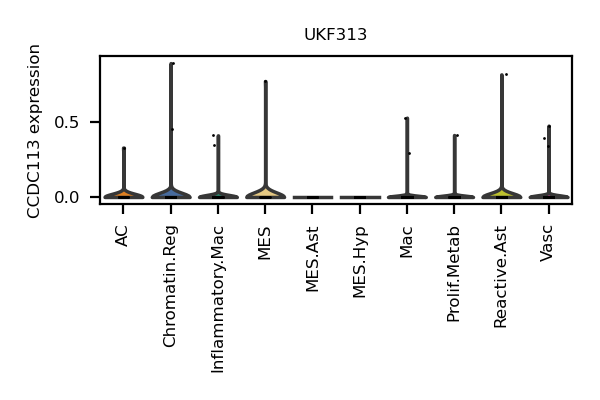 UKF313
CCDC113 expression
0.5
0.0
AC
Chromatin.Reg
Inflammatory.Mac
MES
MES.Ast
MES.Hyp
Mac
Prolif.Metab
Reactive.Ast
Vasc